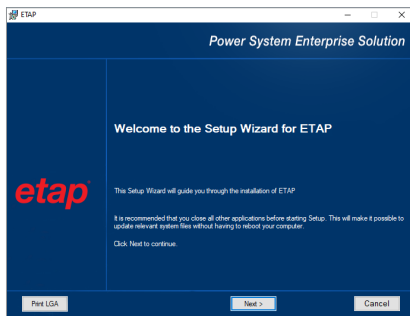 ETAP
Power System Enterprise Solution
Welcome to the Setup Wizard for ETAP
etap
This Setup Wizard will guide you through the installation of ETAP
It is recommended that you close all other applications before starting Setup. This will make it possible to
update relevant system files without having to reboot your computer.
Click Next to continue.
Print LGA
Next >
Cancel